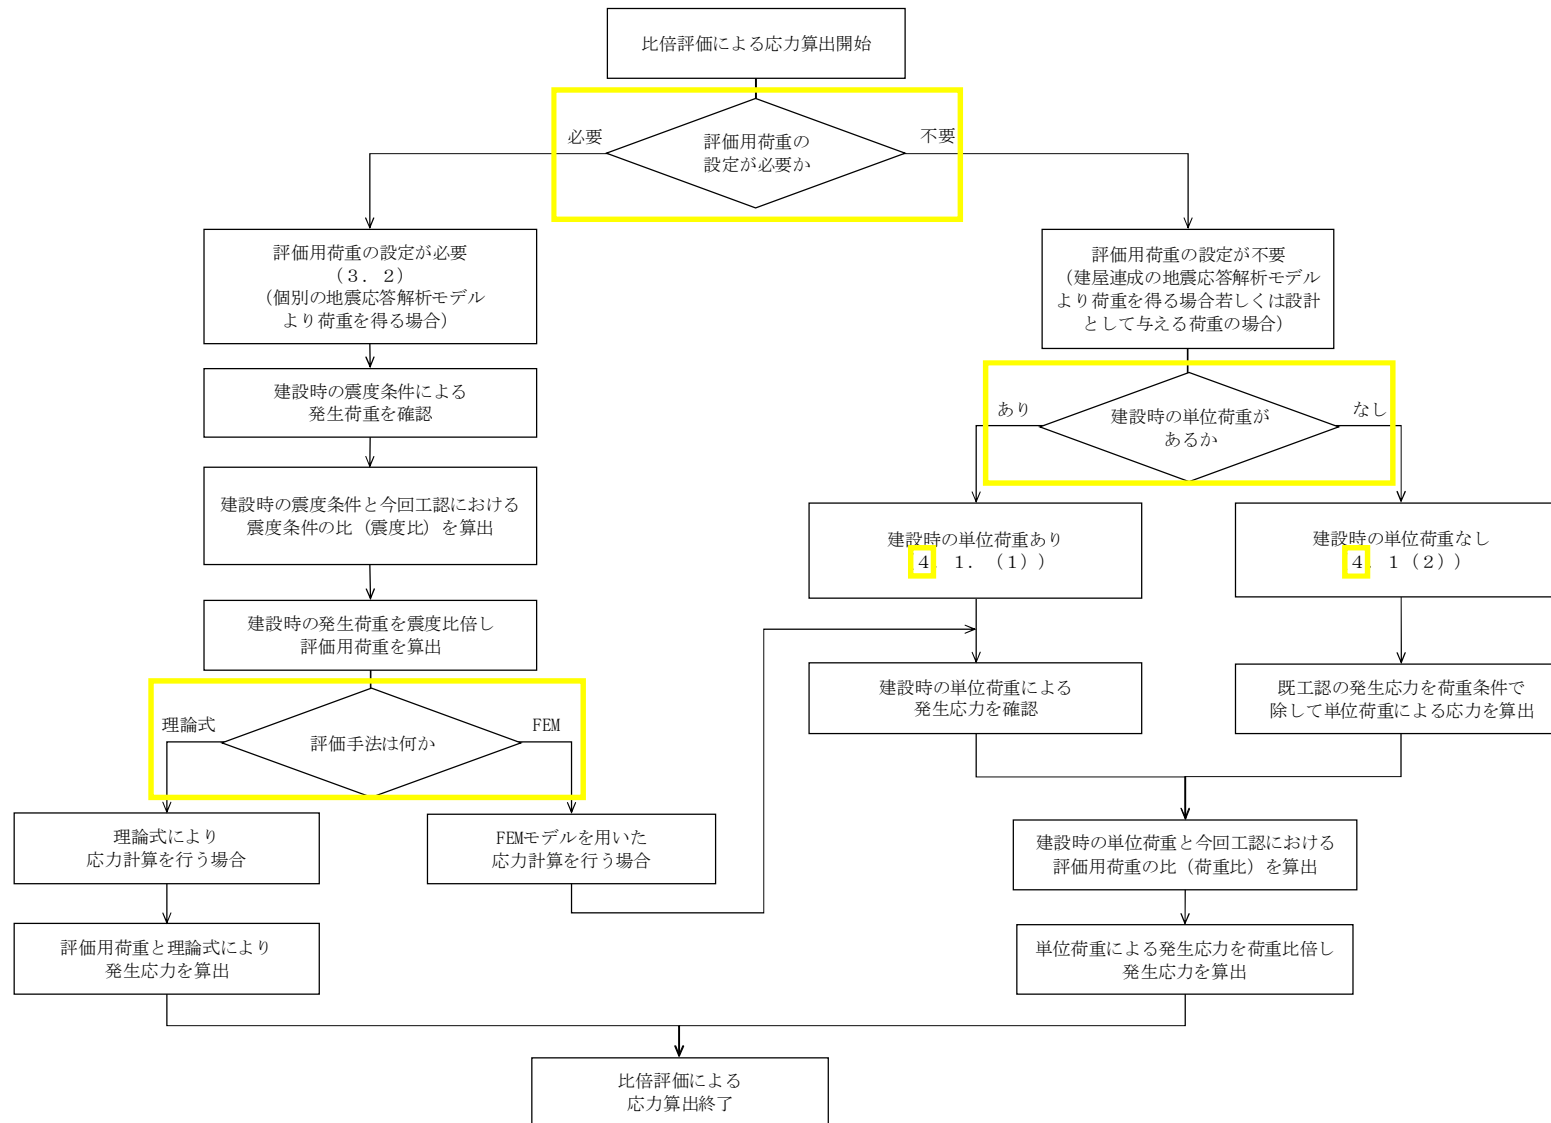 比倍評価による応力算出開始
必要
評価用荷重の
設定が必要か
不要
評価用荷重の設定が必要
（３．２）
（個別の地震応答解析モデル
より荷重を得る場合）
評価用荷重の設定が不要
（建屋連成の地震応答解析モデル
より荷重を得る場合若しくは設計
として与える荷重の場合）
建設時の震度条件による
発生荷重を確認
あり
建設時の単位荷重が
あるか
なし
建設時の震度条件と今回工認における
震度条件の比（震度比）を算出
建設時の単位荷重あり
４．１．（１））
建設時の単位荷重なし
４．１（２））
建設時の発生荷重を震度比倍し
評価用荷重を算出
建設時の単位荷重による
発生応力を確認
既工認の発生応力を荷重条件で
除して単位荷重による応力を算出
理論式
評価手法は何か
FEM
理論式により
応力計算を行う場合
FEMモデルを用いた
応力計算を行う場合
建設時の単位荷重と今回工認における
評価用荷重の比（荷重比）を算出
評価用荷重と理論式により
発生応力を算出
単位荷重による発生応力を荷重比倍し
発生応力を算出
比倍評価による
応力算出終了